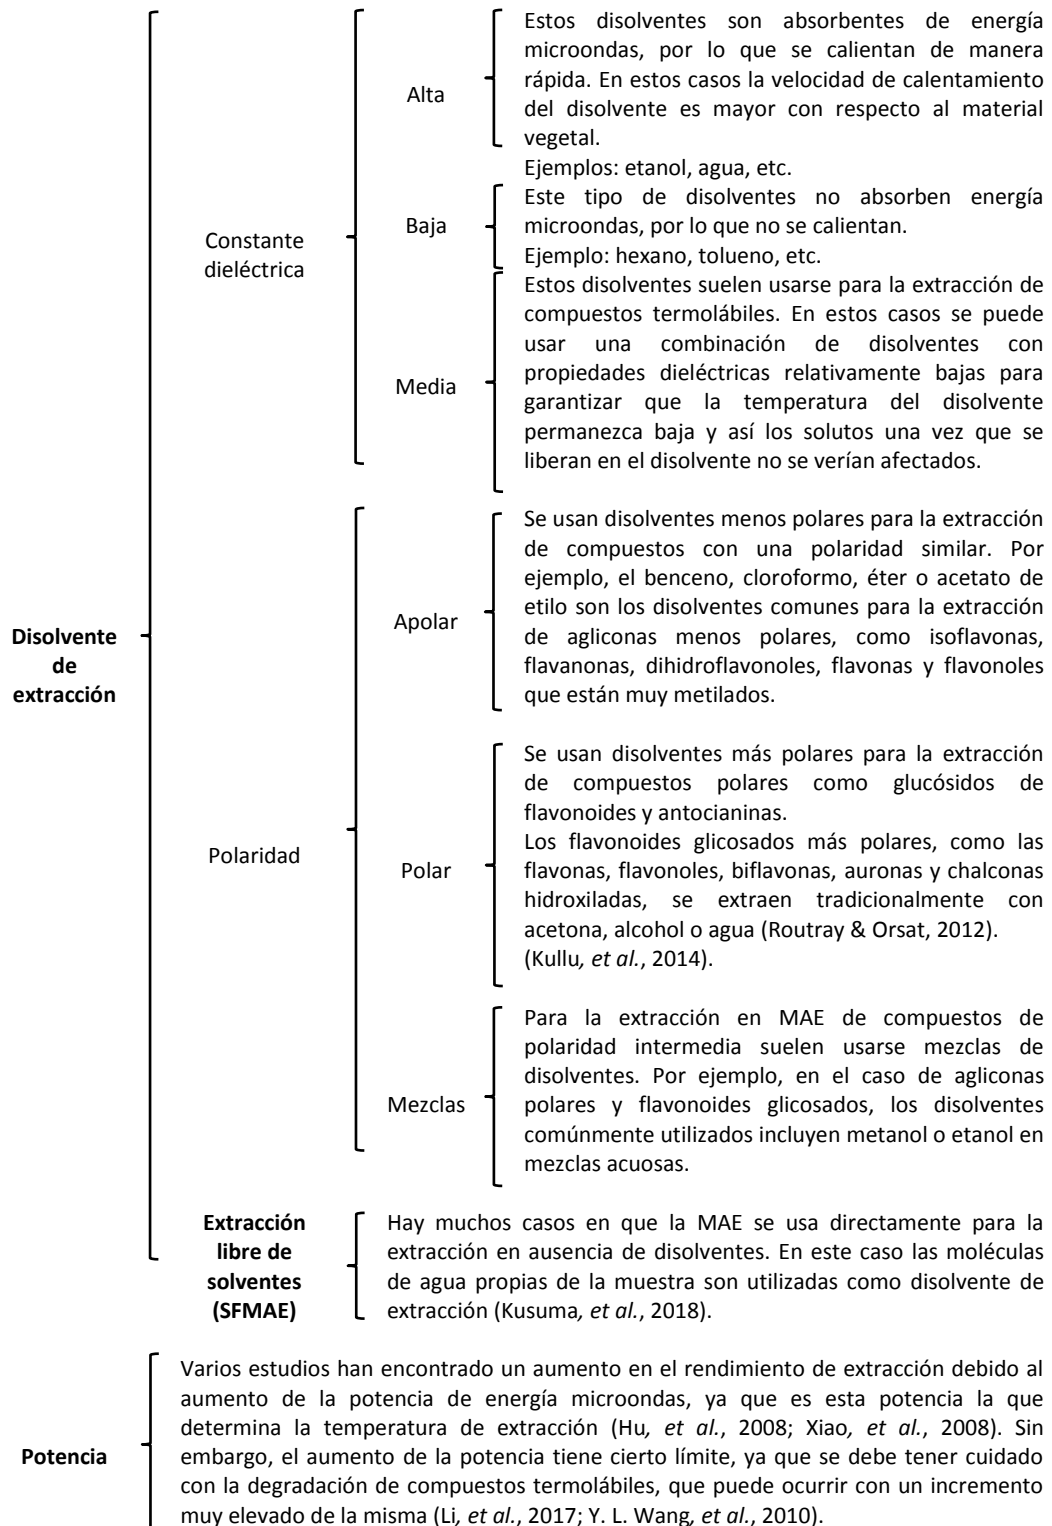 Disolvente
de
extracción
Constante
dieléctrica
Alta
Estos disolventes son absorbentes de energía
microondas, por lo que se calientan de manera
rápida. En estos casos la velocidad de calentamiento
del disolvente es mayor con respecto al material
vegetal.
Ejemplos: etanol, agua, etc.
Baja
Este tipo de disolventes no absorben energía
microondas, por lo que no se calientan.
Ejemplo: hexano, tolueno, etc.
Media
Estos disolventes suelen usarse para la extracción de
compuestos termolábiles. En estos casos se puede
usar una combinación de disolventes con
propiedades dieléctricas relativamente bajas para
garantizar que la temperatura del disolvente
permanezca baja y así los solutos una vez que se
liberan en el disolvente no se verían afectados.
Polaridad
Apolar
Se usan disolventes menos polares para la extracción
de compuestos con una polaridad similar. Por
ejemplo, el benceno, cloroformo, éter o acetato de
etilo son los disolventes comunes para la extracción
de agliconas menos polares, como isoflavonas,
flavanonas, dihidroflavonoles, flavonas y flavonoles
que están muy metilados.
Polar
Se usan disolventes más polares para la extracción
de compuestos polares como glucósidos de
flavonoides y antocianinas.
Los flavonoides glicosados más polares, como las
flavonas, flavonoles, biflavonas, auronas y chalconas
hidroxiladas, se extraen tradicionalmente con
acetona, alcohol o agua (Routray & Orsat, 2012).
(Kullu, et al., 2014).
Mezclas
Para la extracción en MAE de compuestos de
polaridad intermedia suelen usarse mezclas de
disolventes. Por ejemplo, en el caso de agliconas
polares y flavonoides glicosados, los disolventes
comúnmente utilizados incluyen metanol o etanol en
mezclas acuosas.
Extracción
libre de
solventes
(SFMAE)
Hay muchos casos en que la MAE se usa directamente para la
extracción en ausencia de disolventes. En este caso las moléculas
de agua propias de la muestra son utilizadas como disolvente de
extracción (Kusuma, et al., 2018).
Potencia
Varios estudios han encontrado un aumento en el rendimiento de extracción debido al
aumento de la potencia de energía microondas, ya que es esta potencia la que
determina la temperatura de extracción (Hu, et al., 2008; Xiao, et al., 2008). Sin
embargo, el aumento de la potencia tiene cierto límite, ya que se debe tener cuidado
con la degradación de compuestos termolábiles, que puede ocurrir con un incremento
muy elevado de la misma (Li, et al., 2017; Y. L. Wang, et al., 2010).